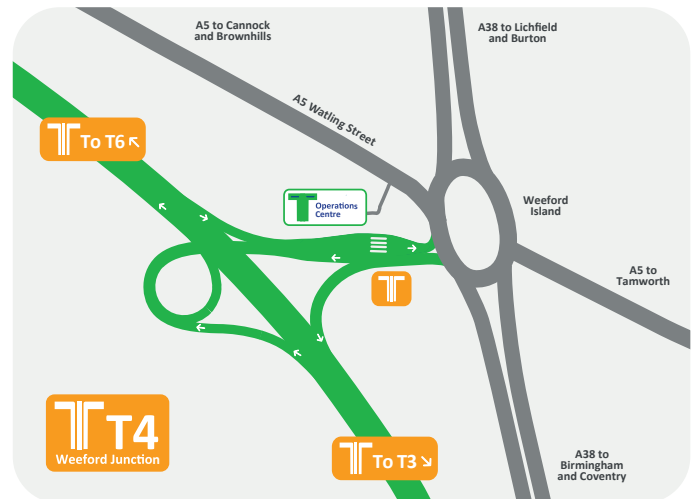 A5 to Cannock
and Brownhills
A38 to Lichfield
and Burton
A5 Watling Street
To T6
Operations
Centre
Weeford
Island
A5 to
Tamworth
T4
Weeford Junction
To T3
A38 to
Birmingham
and Coventry